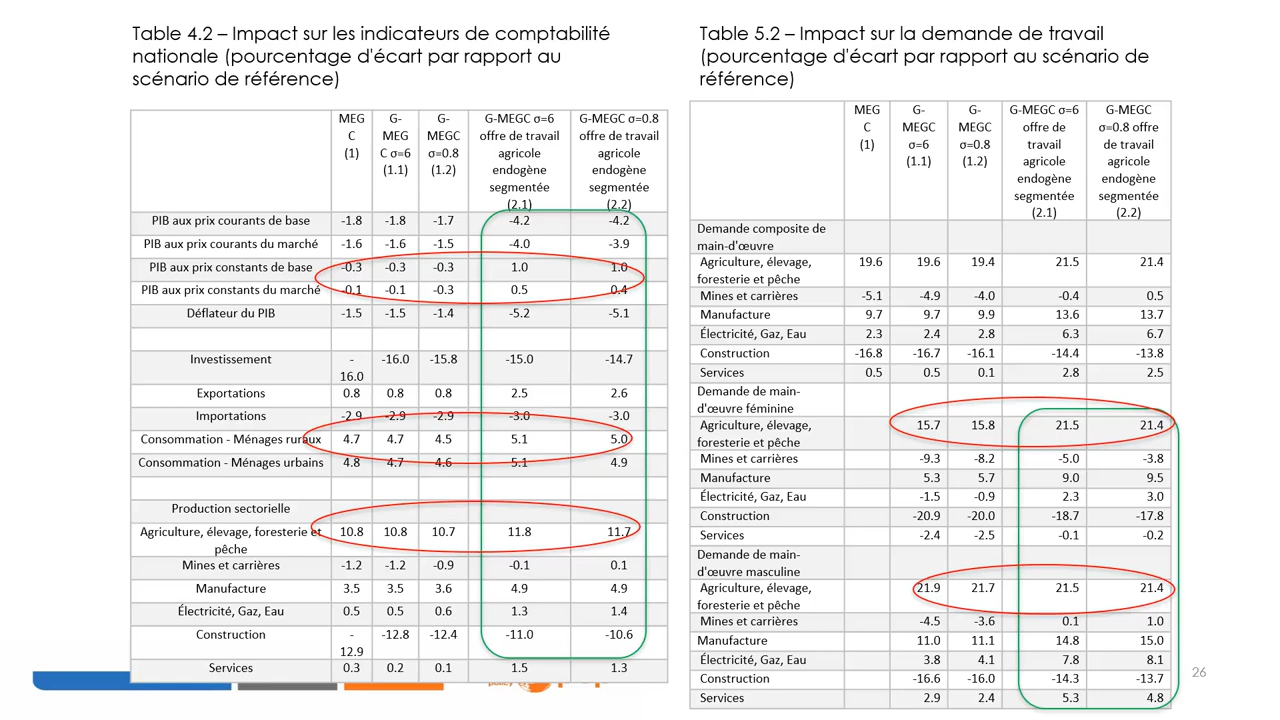 Table 4.2 – Impact sur les indicateurs de comptabilité
nationale (pourcentage d'écart par rapport au
scénario de référence)
MEG C (1) G-MEG C σ=6 (1.1) G-MEGC σ=0.8 (1.2) G-MEGC σ=6 offre de travail agricole endogène segmentée (2.1) G-MEGC σ=0.8 offre de travail agricole endogène segmentée (2.2)
PIB aux prix courants de base -1.8 -1.8 -1.7 -4.2 -4.2
PIB aux prix courants du marché -1.6 -1.6 -1.5 -4.0 -3.9
PIB aux prix constants de base -0.3 -0.3 -0.3 1.0 1.0
PIB aux prix constants du marché -0.1 -0.1 -0.3 0.5 0.4
Déflateur du PIB -1.5 -1.5 -1.4 -5.2 -5.1
Investissement -16.0 -16.0 -15.8 -15.0 -14.7
Exportations 0.8 0.8 0.8 2.5 2.6
Importations -2.9 -2.9 -2.9 -3.0 -3.0
Consommation - Ménages ruraux 4.7 4.7 4.5 5.1 5.0
Consommation - Ménages urbains 4.8 4.7 4.6 5.1 4.9
Production sectorielle
Agriculture, élevage, foresterie et pêche 10.8 10.8 10.7 11.8 11.7
Mines et carrières -1.2 -1.2 -0.9 -0.1 0.1
Manufacture 3.5 3.5 3.6 4.9 4.9
Électricité, Gaz, Eau 0.5 0.5 0.6 1.3 1.4
Construction -12.9 -12.8 -12.4 -11.0 -10.6
Services 0.3 0.2 0.1 1.5 1.3
Table 5.2 – Impact sur la demande de travail
(pourcentage d'écart par rapport au scénario de
référence)
MEG C (1) G-MEGC σ=6 (1.1) G-MEGC σ=0.8 (1.2) G-MEGC σ=6 offre de travail agricole endogène segmentée (2.1) G-MEGC σ=0.8 offre de travail agricole endogène segmentée (2.2)
Demande composite de main-d'œuvre
Agriculture, élevage, foresterie et pêche 19.6 19.6 19.4 21.5 21.4
Mines et carrières -5.1 -4.9 -4.0 -0.4 0.5
Manufacture 9.7 9.7 9.9 13.6 13.7
Électricité, Gaz, Eau 2.3 2.4 2.8 6.3 6.7
Construction -16.8 -16.7 -16.1 -14.4 -13.8
Services 0.5 0.5 0.1 2.8 2.5
Demande de main-d'œuvre féminine
Agriculture, élevage, foresterie et pêche 15.7 15.8 21.5 21.4
Mines et carrières -9.3 -8.2 -5.0 -3.8
Manufacture 5.3 5.7 9.0 9.5
Électricité, Gaz, Eau -1.5 -0.9 2.3 3.0
Construction -20.9 -20.0 -18.7 -17.8
Services -2.4 -2.5 -0.1 -0.2
Demande de main-d'œuvre masculine
Agriculture, élevage, foresterie et pêche 21.9 21.7 21.5 21.4
Mines et carrières -4.5 -3.6 0.1 1.0
Manufacture 11.0 11.1 14.8 15.0
Électricité, Gaz, Eau 3.8 4.1 7.8 8.1
Construction -16.6 -16.0 -14.3 -13.7
Services 2.9 2.4 5.3 4.8
26